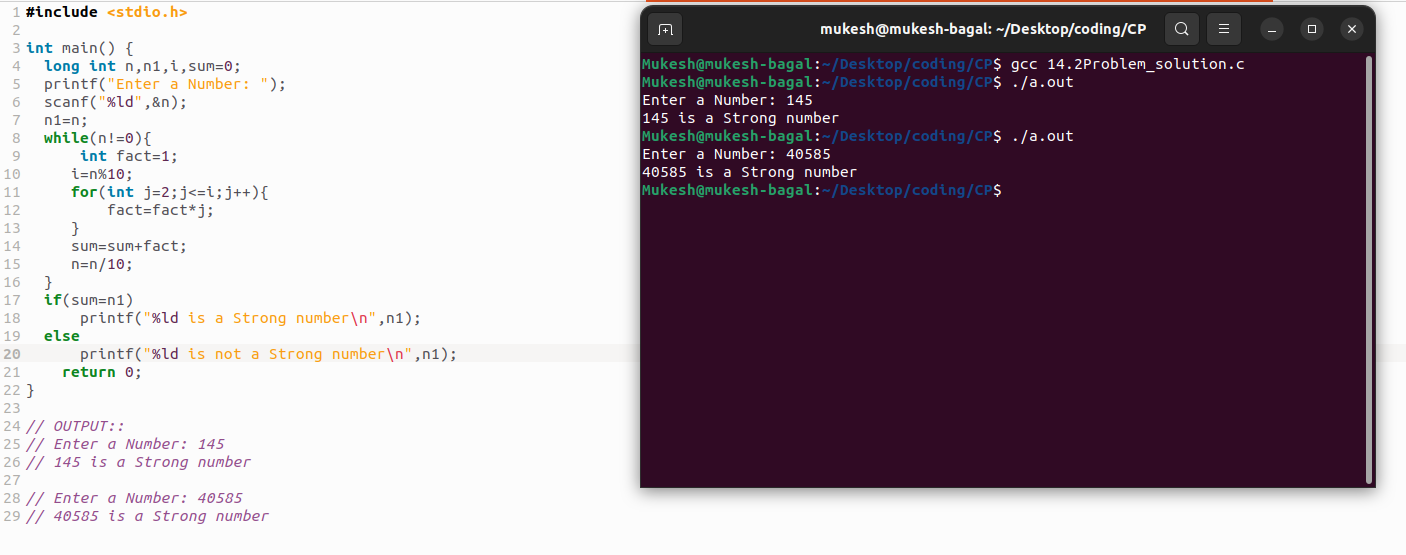 1 #include <stdio.h>
2
3 int main() {
4   long int n,n1,i,sum=0;
5   printf("Enter a Number: ");
6   scanf("%ld",&n);
7   n1=n;
8   while(n!=0){
9       int fact=1;
10      i=n%10;
11      for(int j=2;j<=i;j++){
12          fact=fact*j;
13      }
14      sum=sum+fact;
15      n=n/10;
16   }
17   if(sum=n1)
18       printf("%ld is a Strong number\n",n1);
19   else
20       printf("%ld is not a Strong number\n",n1);
21     return 0;
22 }
23
24 // OUTPUT::
25 // Enter a Number: 145
26 // 145 is a Strong number
27
28 // Enter a Number: 40585
29 // 40585 is a Strong number
mukesh@mukesh-bagal: ~/Desktop/coding/CP
Mukesh@mukesh-bagal:~/Desktop/coding/CP$ gcc 14.2Problem_solution.c
Mukesh@mukesh-bagal:~/Desktop/coding/CP$ ./a.out
Enter a Number: 145
145 is a Strong number
Mukesh@mukesh-bagal:~/Desktop/coding/CP$ ./a.out
Enter a Number: 40585
40585 is a Strong number
Mukesh@mukesh-bagal:~/Desktop/coding/CP$